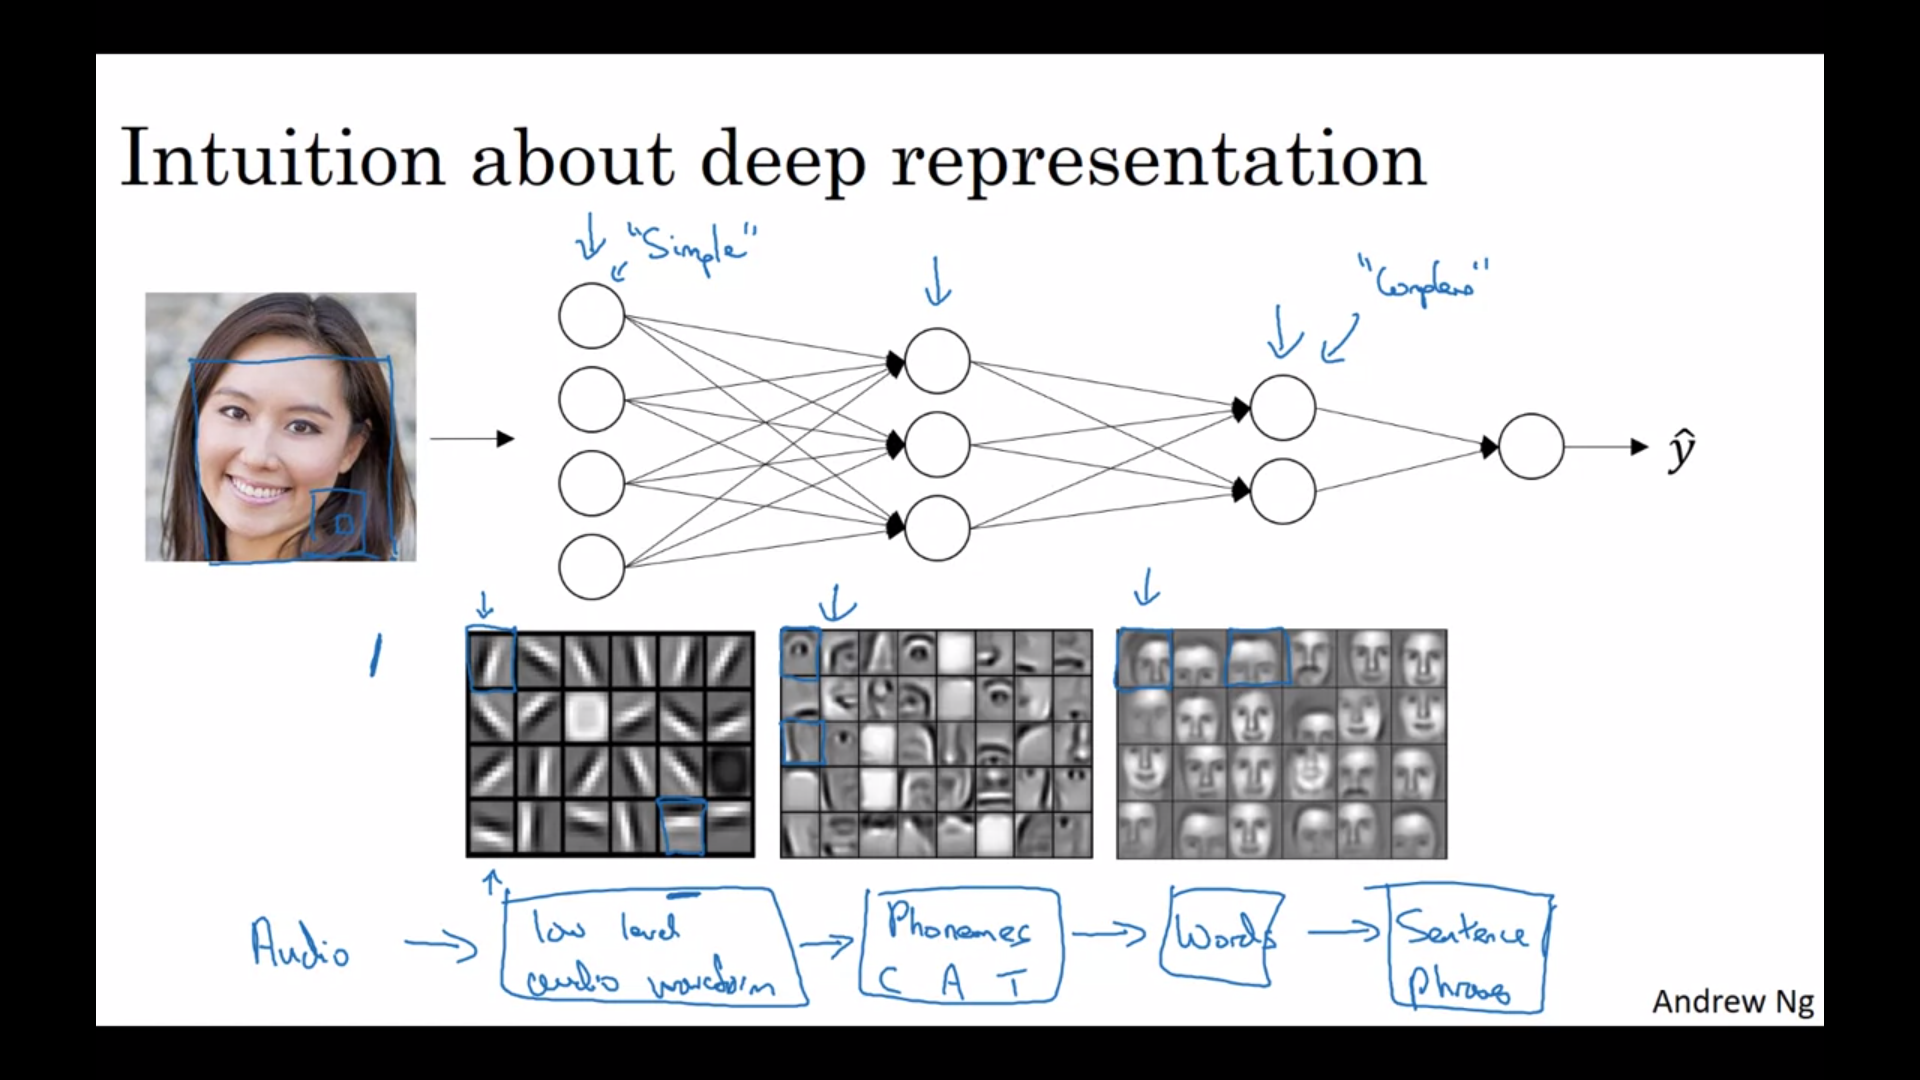 Intuition about deep representation
"Simple"
"Complex"
ŷ
Audio
low level
audio waveform
Phonemes
C A T
Words
Sentence
Phrase
Andrew Ng